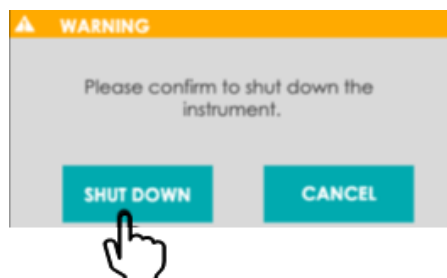 WARNING
Please confirm to shut down the
instrument.
SHUT DOWN
CANCEL